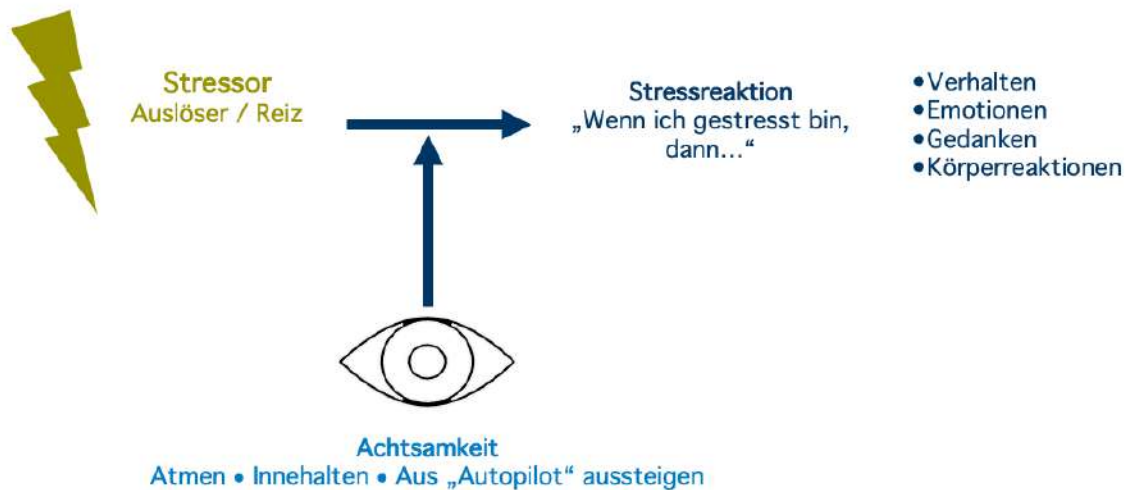 Stressor
Auslöser / Reiz
Stressreaktion
„Wenn ich gestresst bin,
dann...“
•Verhalten
•Emotionen
•Gedanken
•Körperreaktionen
Achtsamkeit
Atmen • Innehalten • Aus „Autopilot“ aussteigen